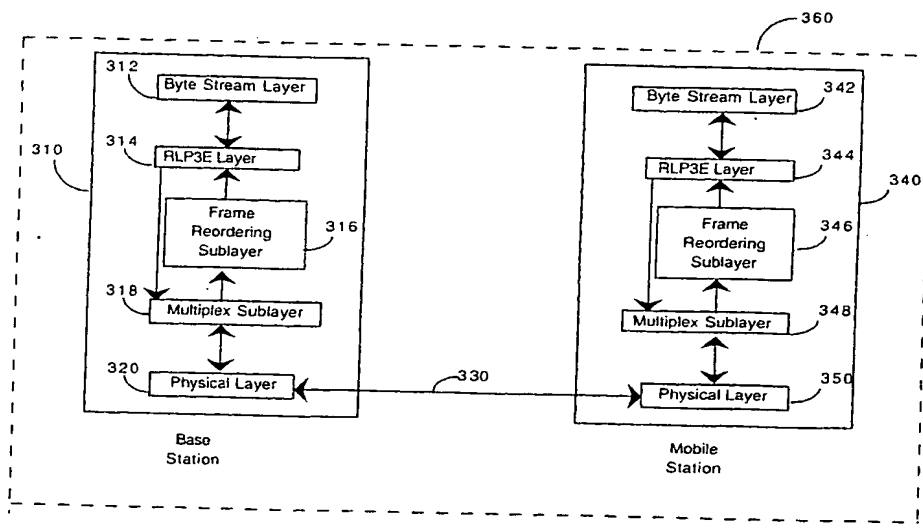 360
312
Byte Stream Layer
314
RLP3E Layer
310
Frame
Reordering
Sublayer
316
318
Multiplex Sublayer
320
Physical Layer
330
Base
Station
Byte Stream Layer
342
RLP3E Layer
344
340
Frame
Reordering
Sublayer
346
Multiplex Sublayer
348
Physical Layer
350
Mobile
Station